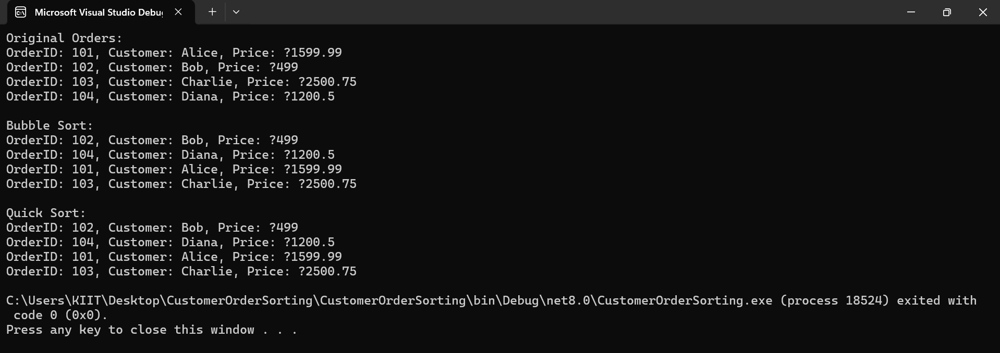 Microsoft Visual Studio Debu
Original Orders:
OrderID: 101, Customer: Alice, Price: ?1599.99
OrderID: 102, Customer: Bob, Price: ?499
OrderID: 103, Customer: Charlie, Price: ?2500.75
OrderID: 104, Customer: Diana, Price: ?1200.5
Bubble Sort:
OrderID: 102, Customer: Bob, Price: ?499
OrderID: 104, Customer: Diana, Price: ?1200.5
OrderID: 101, Customer: Alice, Price: ?1599.99
OrderID: 103, Customer: Charlie, Price: ?2500.75
Quick Sort:
OrderID: 102, Customer: Bob, Price: ?499
OrderID: 104, Customer: Diana, Price: ?1200.5
OrderID: 101, Customer: Alice, Price: ?1599.99
OrderID: 103, Customer: Charlie, Price: ?2500.75
C:\Users\KIIT\Desktop\CustomerOrderSorting\CustomerOrderSorting\bin\Debug\net8.0\CustomerOrderSorting.exe (process 18524) exited with
code 0 (0x0).
Press any key to close this window . . .